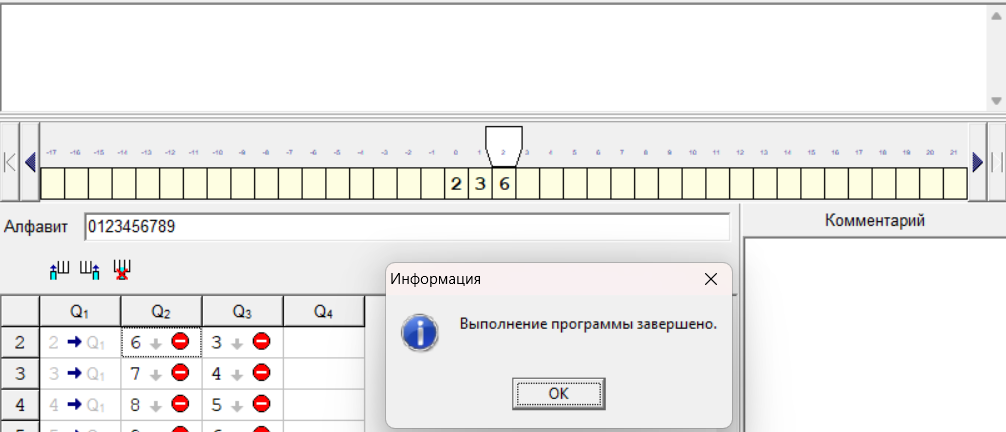 -17 -16 -15 -14 -13 -12 -11 -10 -9 -8 -7 -6 -5 -4 -3 -2 -1 0 1 2 3 4 5 6 7 8 9 10 11 12 13 14 15 16 17 18 19 20 21
2 3 6
Алфавит 0123456789
Комментарий
Информация
Выполнение программы завершено.
OK
Q1 Q2 Q3 Q4
2 2 Q1 6 3
3 3 Q1 7 4
4 4 Q1 8 5